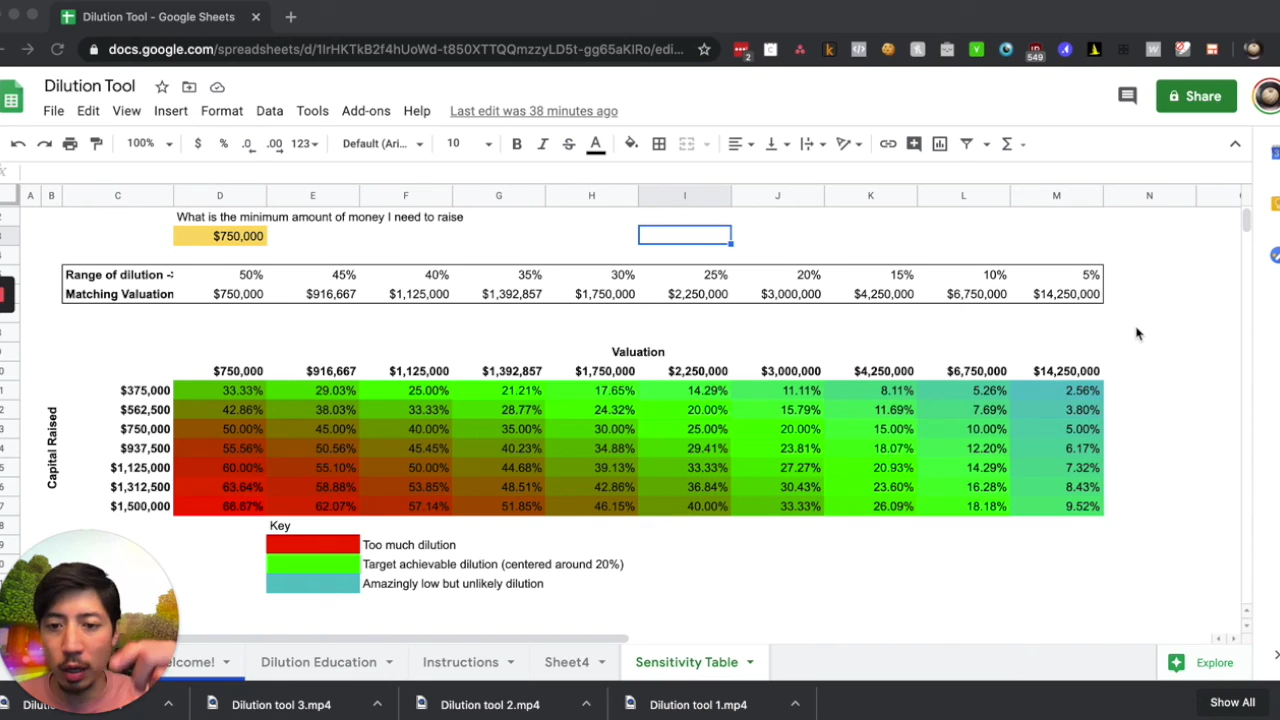 Dilution Tool - Google Sheets
docs.google.com/spreadsheets/d/1IrHKTkB2f4hUoWd-t850XTTQQmzzyLD5t-gg65aKIRo/edi...
2
549
Dilution Tool
File Edit View Insert Format Data Tools Add-ons Help Last edit was 38 minutes ago
Share
100% $ % .0 .00 123 Default (Ari... 10 B I S A
A B C D E F G H I J K L M N
What is the minimum amount of money I need to raise
$750,000
Range of dilution -: 50% 45% 40% 35% 30% 25% 20% 15% 10% 5%
Matching Valuation $750,000 $916,667 $1,125,000 $1,392,857 $1,750,000 $2,250,000 $3,000,000 $4,250,000 $6,750,000 $14,250,000
Valuation
$750,000 $916,667 $1,125,000 $1,392,857 $1,750,000 $2,250,000 $3,000,000 $4,250,000 $6,750,000 $14,250,000
Capital Raised
$375,000 33.33% 29.03% 25.00% 21.21% 17.65% 14.29% 11.11% 8.11% 5.26% 2.56%
$562,500 42.86% 38.03% 33.33% 28.77% 24.32% 20.00% 15.79% 11.69% 7.69% 3.80%
$750,000 50.00% 45.00% 40.00% 35.00% 30.00% 25.00% 20.00% 15.00% 10.00% 5.00%
$937,500 55.56% 50.56% 45.45% 40.23% 34.88% 29.41% 23.81% 18.07% 12.20% 6.17%
$1,125,000 60.00% 55.10% 50.00% 44.68% 39.13% 33.33% 27.27% 20.93% 14.29% 7.32%
$1,312,500 63.64% 58.88% 53.85% 48.51% 42.86% 36.84% 30.43% 23.60% 16.28% 8.43%
$1,500,000 66.67% 62.07% 57.14% 51.85% 46.15% 40.00% 33.33% 26.09% 18.18% 9.52%
Key
Too much dilution
Target achievable dilution (centered around 20%)
Amazingly low but unlikely dilution
elcome! Dilution Education Instructions Sheet4 Sensitivity Table Explore
Dilution tool 3.mp4 Dilution tool 2.mp4 Dilution tool 1.mp4 Show All